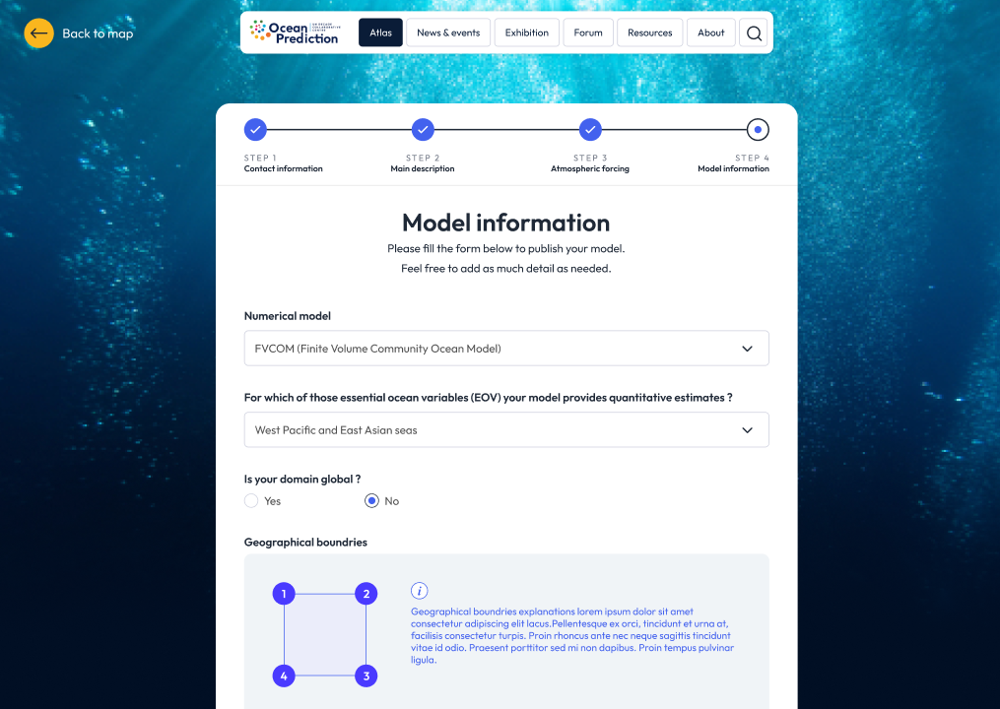 Back to map
Ocean
Prediction
Atlas
News & events
Exhibition
Forum
Resources
About
STEP 1
Contact information
STEP 2
Main description
STEP 3
Atmospheric forcing
STEP 4
Model information
Model information
Please fill the form below to publish your model.
Feel free to add as much detail as needed.
Numerical model
FVCOM (Finite Volume Community Ocean Model)
For which of those essential ocean variables (EOV) your model provides quantitative estimates ?
West Pacific and East Asian seas
Is your domain global ?
Yes
No
Geographical boundries
1
2
4
3
i
Geographical boundries explanations lorem ipsum dolor sit amet
consectetur adipiscing elit lacus.Pellentesque ex orci, tincidunt et urna at,
facilisis consectetur turpis. Proin rhoncus ante nec neque sagittis tincidunt
vitae id odio. Praesent porttitor sed mi non dapibus. Proin tempus pulvinar
ligula.